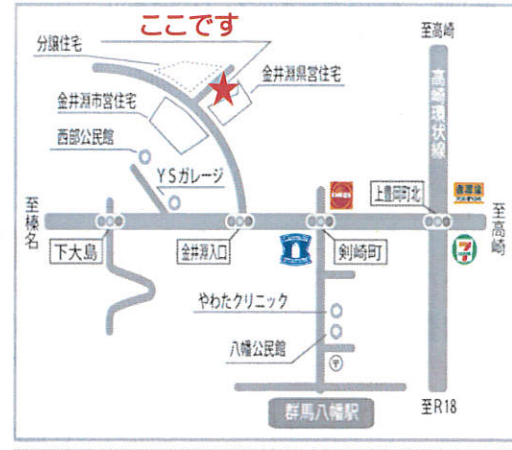 ここです
至高崎
分譲住宅
金井淵県営住宅
高崎環状線
金井淵市営住宅
西部公民館
YSガレージ
上豊岡町北
至榛名
至高崎
下大島
金井淵入口
剣崎町
やわたクリニック
八幡公民館
〒
群馬八幡駅
至R18